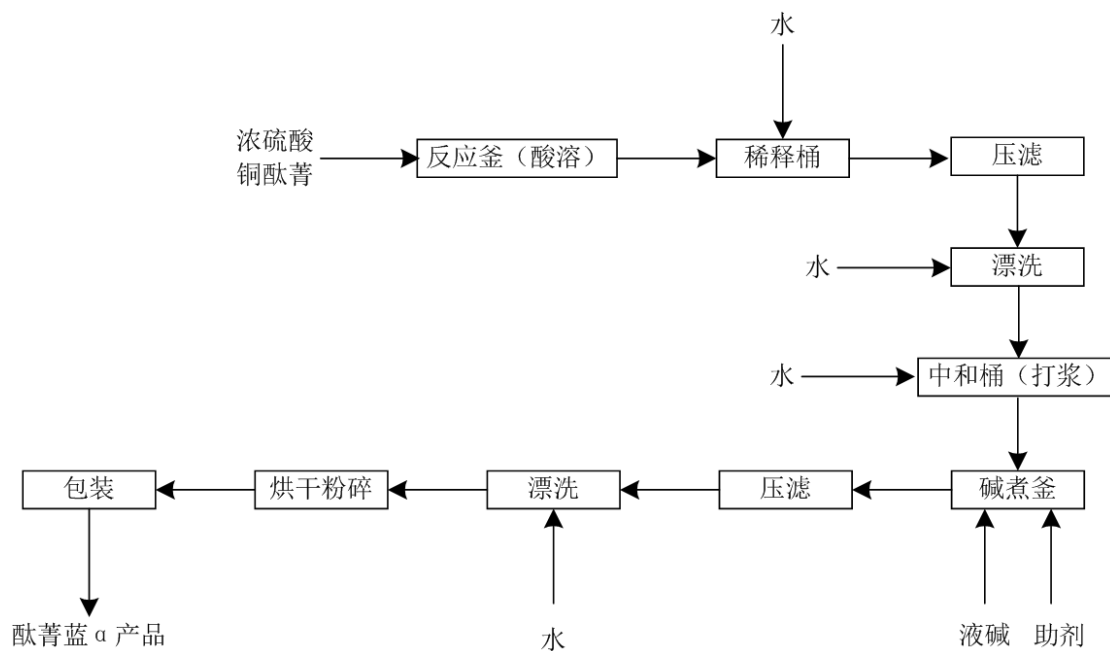 水
浓硫酸
铜酞菁
反应釜（酸溶）
稀释桶
压滤
水
漂洗
水
中和桶（打浆）
包装
烘干粉碎
漂洗
压滤
碱煮釜
酞菁蓝α产品
水
液碱
助剂